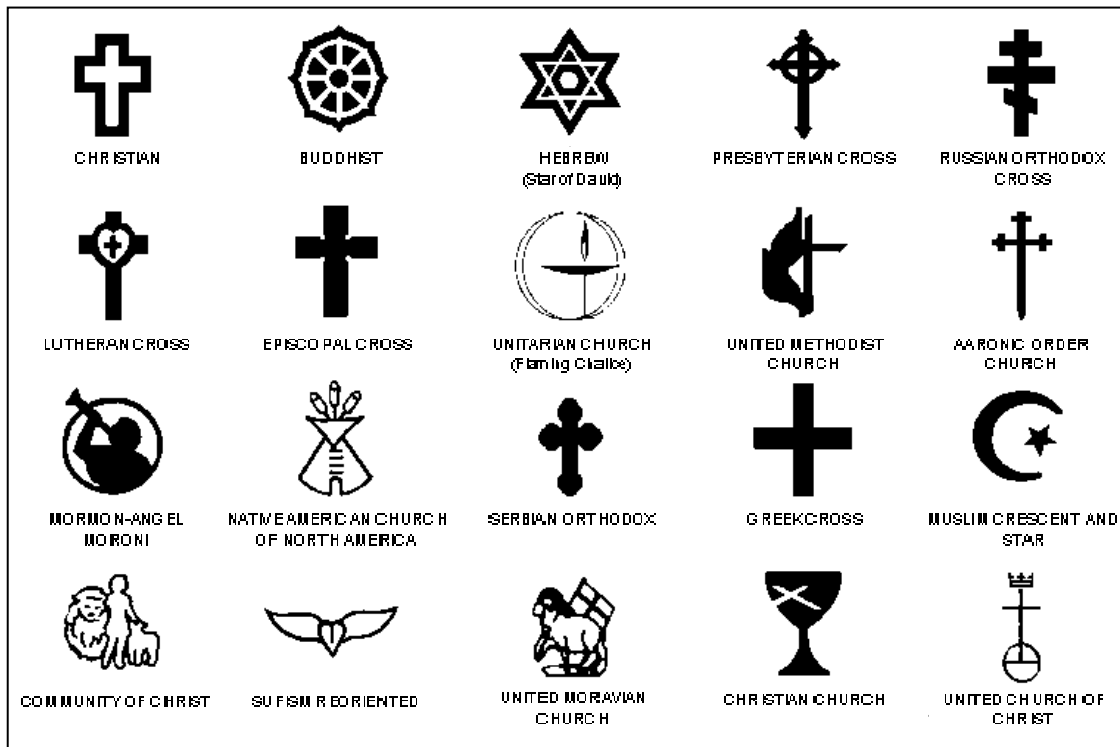 CHRISTIAN
BUDDHIST
HEBREW
(Star of David)
PRESBYTERIAN CROSS
RUSSIAN ORTHODOX
CROSS
LUTHERAN CROSS
EPISCOPAL CROSS
UNITARIAN CHURCH
(Flaming Chalice)
UNITED METHODIST
CHURCH
AARONIC ORDER
CHURCH
MORMON-ANGEL
MORONI
NATIVE AMERICAN CHURCH
OF NORTH AMERICA
SERBIAN ORTHODOX
GREEK CROSS
MUSLIM CRESCENT AND
STAR
COMMUNITY OF CHRIST
SUFISM REORIENTED
UNITED MORAVIAN
CHURCH
CHRISTIAN CHURCH
UNITED CHURCH OF
CHRIST